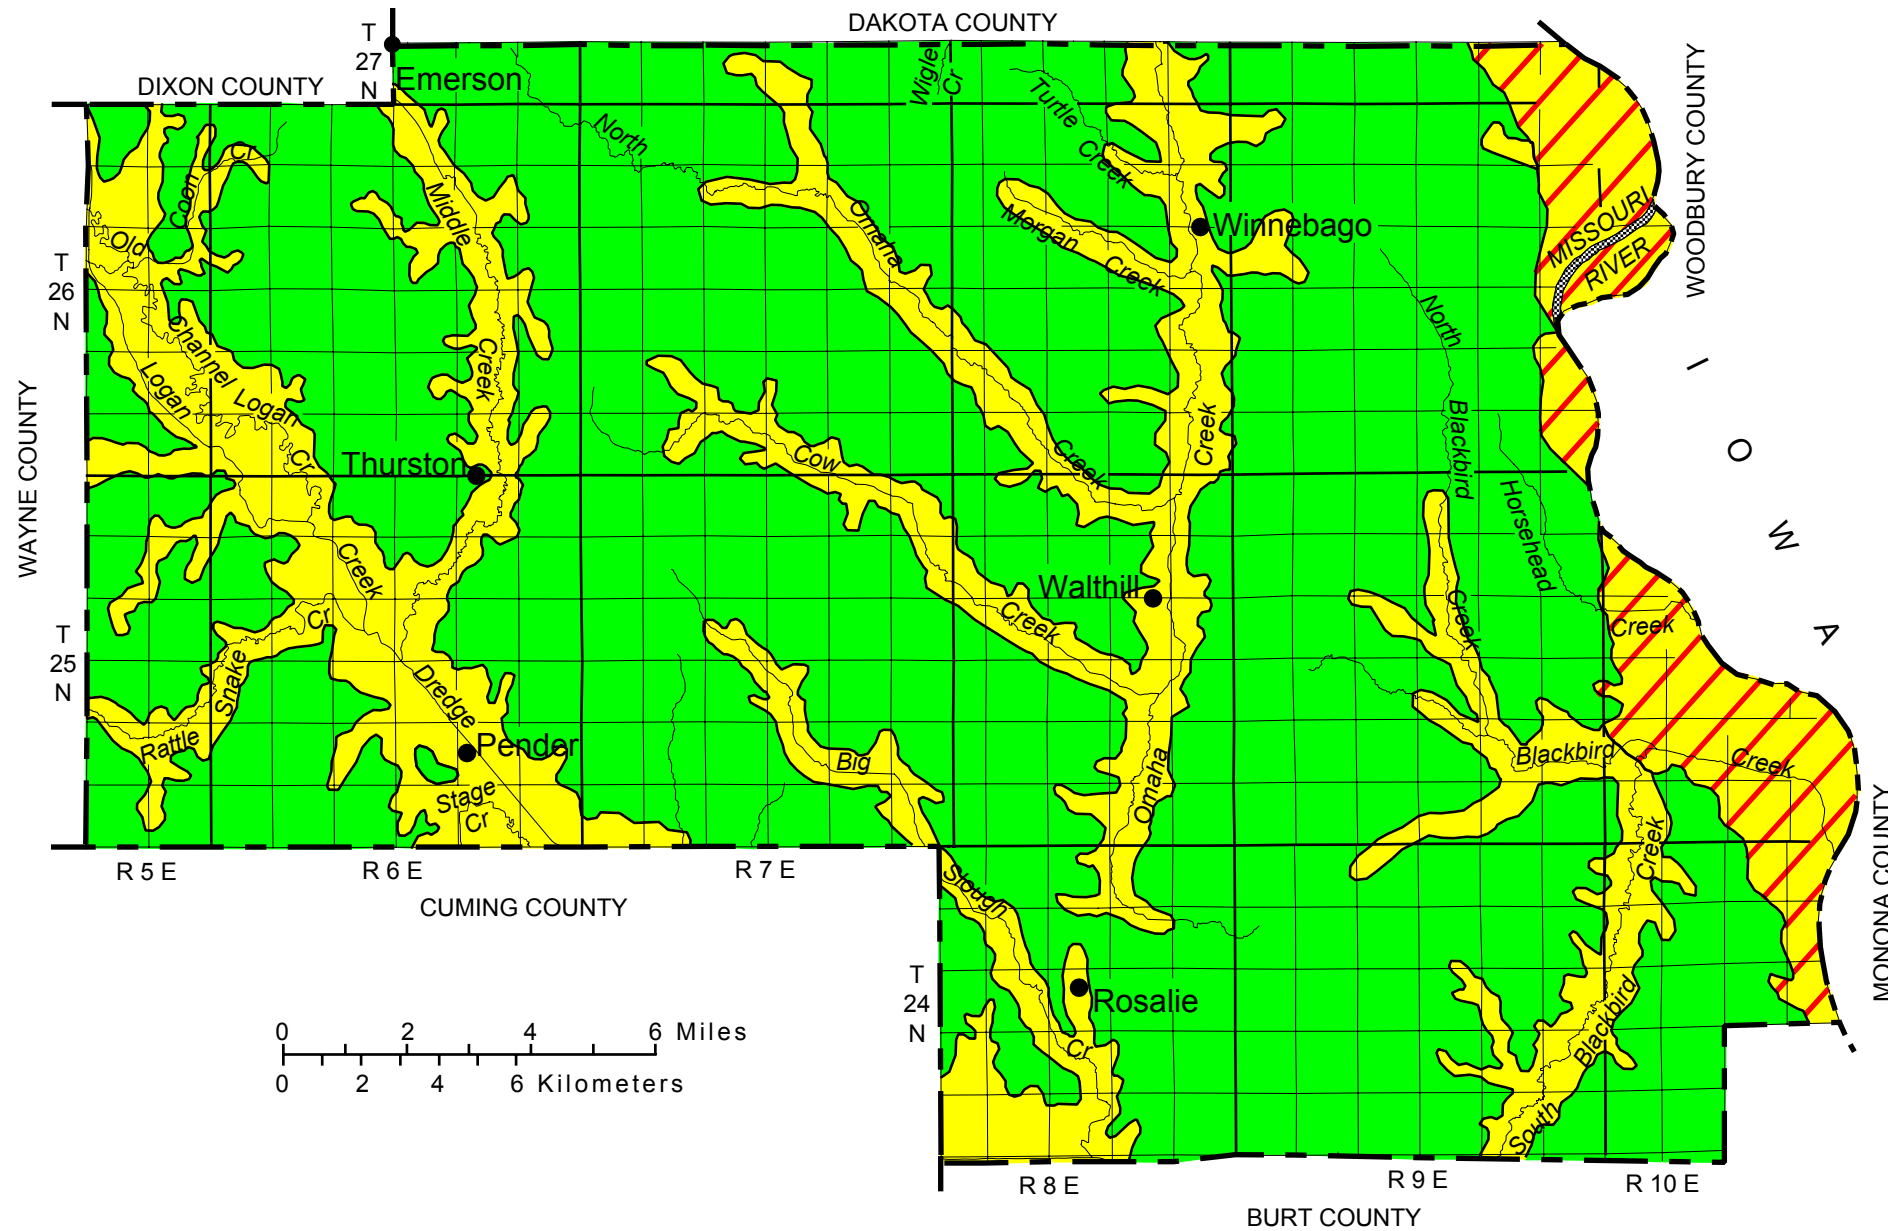 DAKOTA COUNTY
T
27
N
Emerson
DIXON COUNTY
Wigle
Cr
Turtle
Creek
North
Coon
Cr
Middle
Creek
Omaha
Creek
Morgan
Creek
Winnebago
MISSOURI
RIVER
WOODBURY COUNTY
Old
Channel
Logan
Cr
T
26
N
Logan
Creek
Dredge
North
Blackbird
Creek
I
O
W
A
WAYNE COUNTY
Thurston
Cow
Creek
Creek
Horsehead
Creek
Walthill
T
25
N
Rattle
Snake
Cr
Pender
Stage
Cr
Big
Slough
Cr
Omaha
Blackbird
Creek
MONONA COUNTY
R 5 E
R 6 E
R 7 E
CUMING COUNTY
Creek
T
24
N
Rosalie
South
Blackbird
0 2 4 6 Miles
0 2 4 6 Kilometers
R 8 E
R 9 E
R 10 E
BURT COUNTY